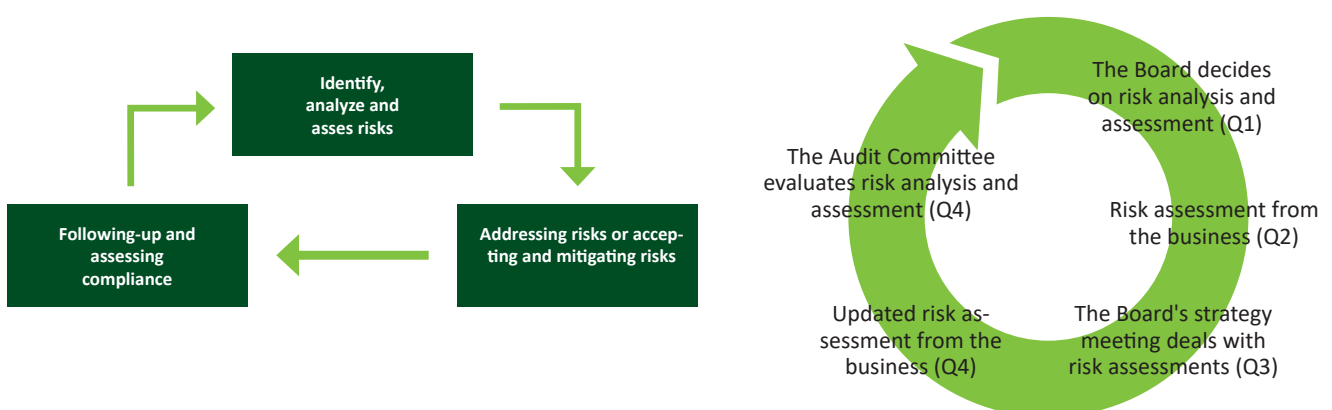 Identify,
analyze and
asses risks
Addressing risks or accep-
ting and mitigating risks
Following-up and
assessing
compliance
The Board decides
on risk analysis and
assessment (Q1)
Risk assessment from
the business (Q2)
The Board's strategy
meeting deals with
risk assessments (Q3)
Updated risk as-
sessment from the
business (Q4)
The Audit Committee
evaluates risk analysis and
assessment (Q4)